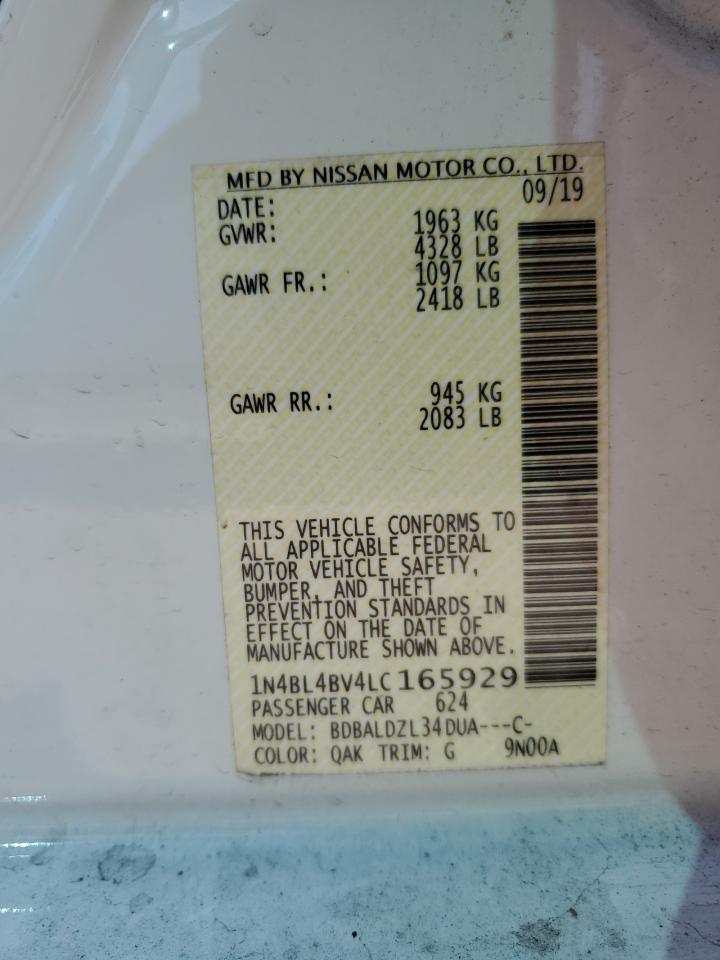 MFD BY NISSAN MOTOR CO., LTD.
DATE: 09/19
GVWR: 1963 KG
4328 LB
GAWR FR.: 1097 KG
2418 LB
GAWR RR.: 945 KG
2083 LB
THIS VEHICLE CONFORMS TO
ALL APPLICABLE FEDERAL
MOTOR VEHICLE SAFETY,
BUMPER, AND THEFT
PREVENTION STANDARDS IN
EFFECT ON THE DATE OF
MANUFACTURE SHOWN ABOVE.
1N4BL4BV4LC165929
PASSENGER CAR 624
MODEL: BDBALDZL34DUA---C-
COLOR: QAK TRIM: G 9N00A